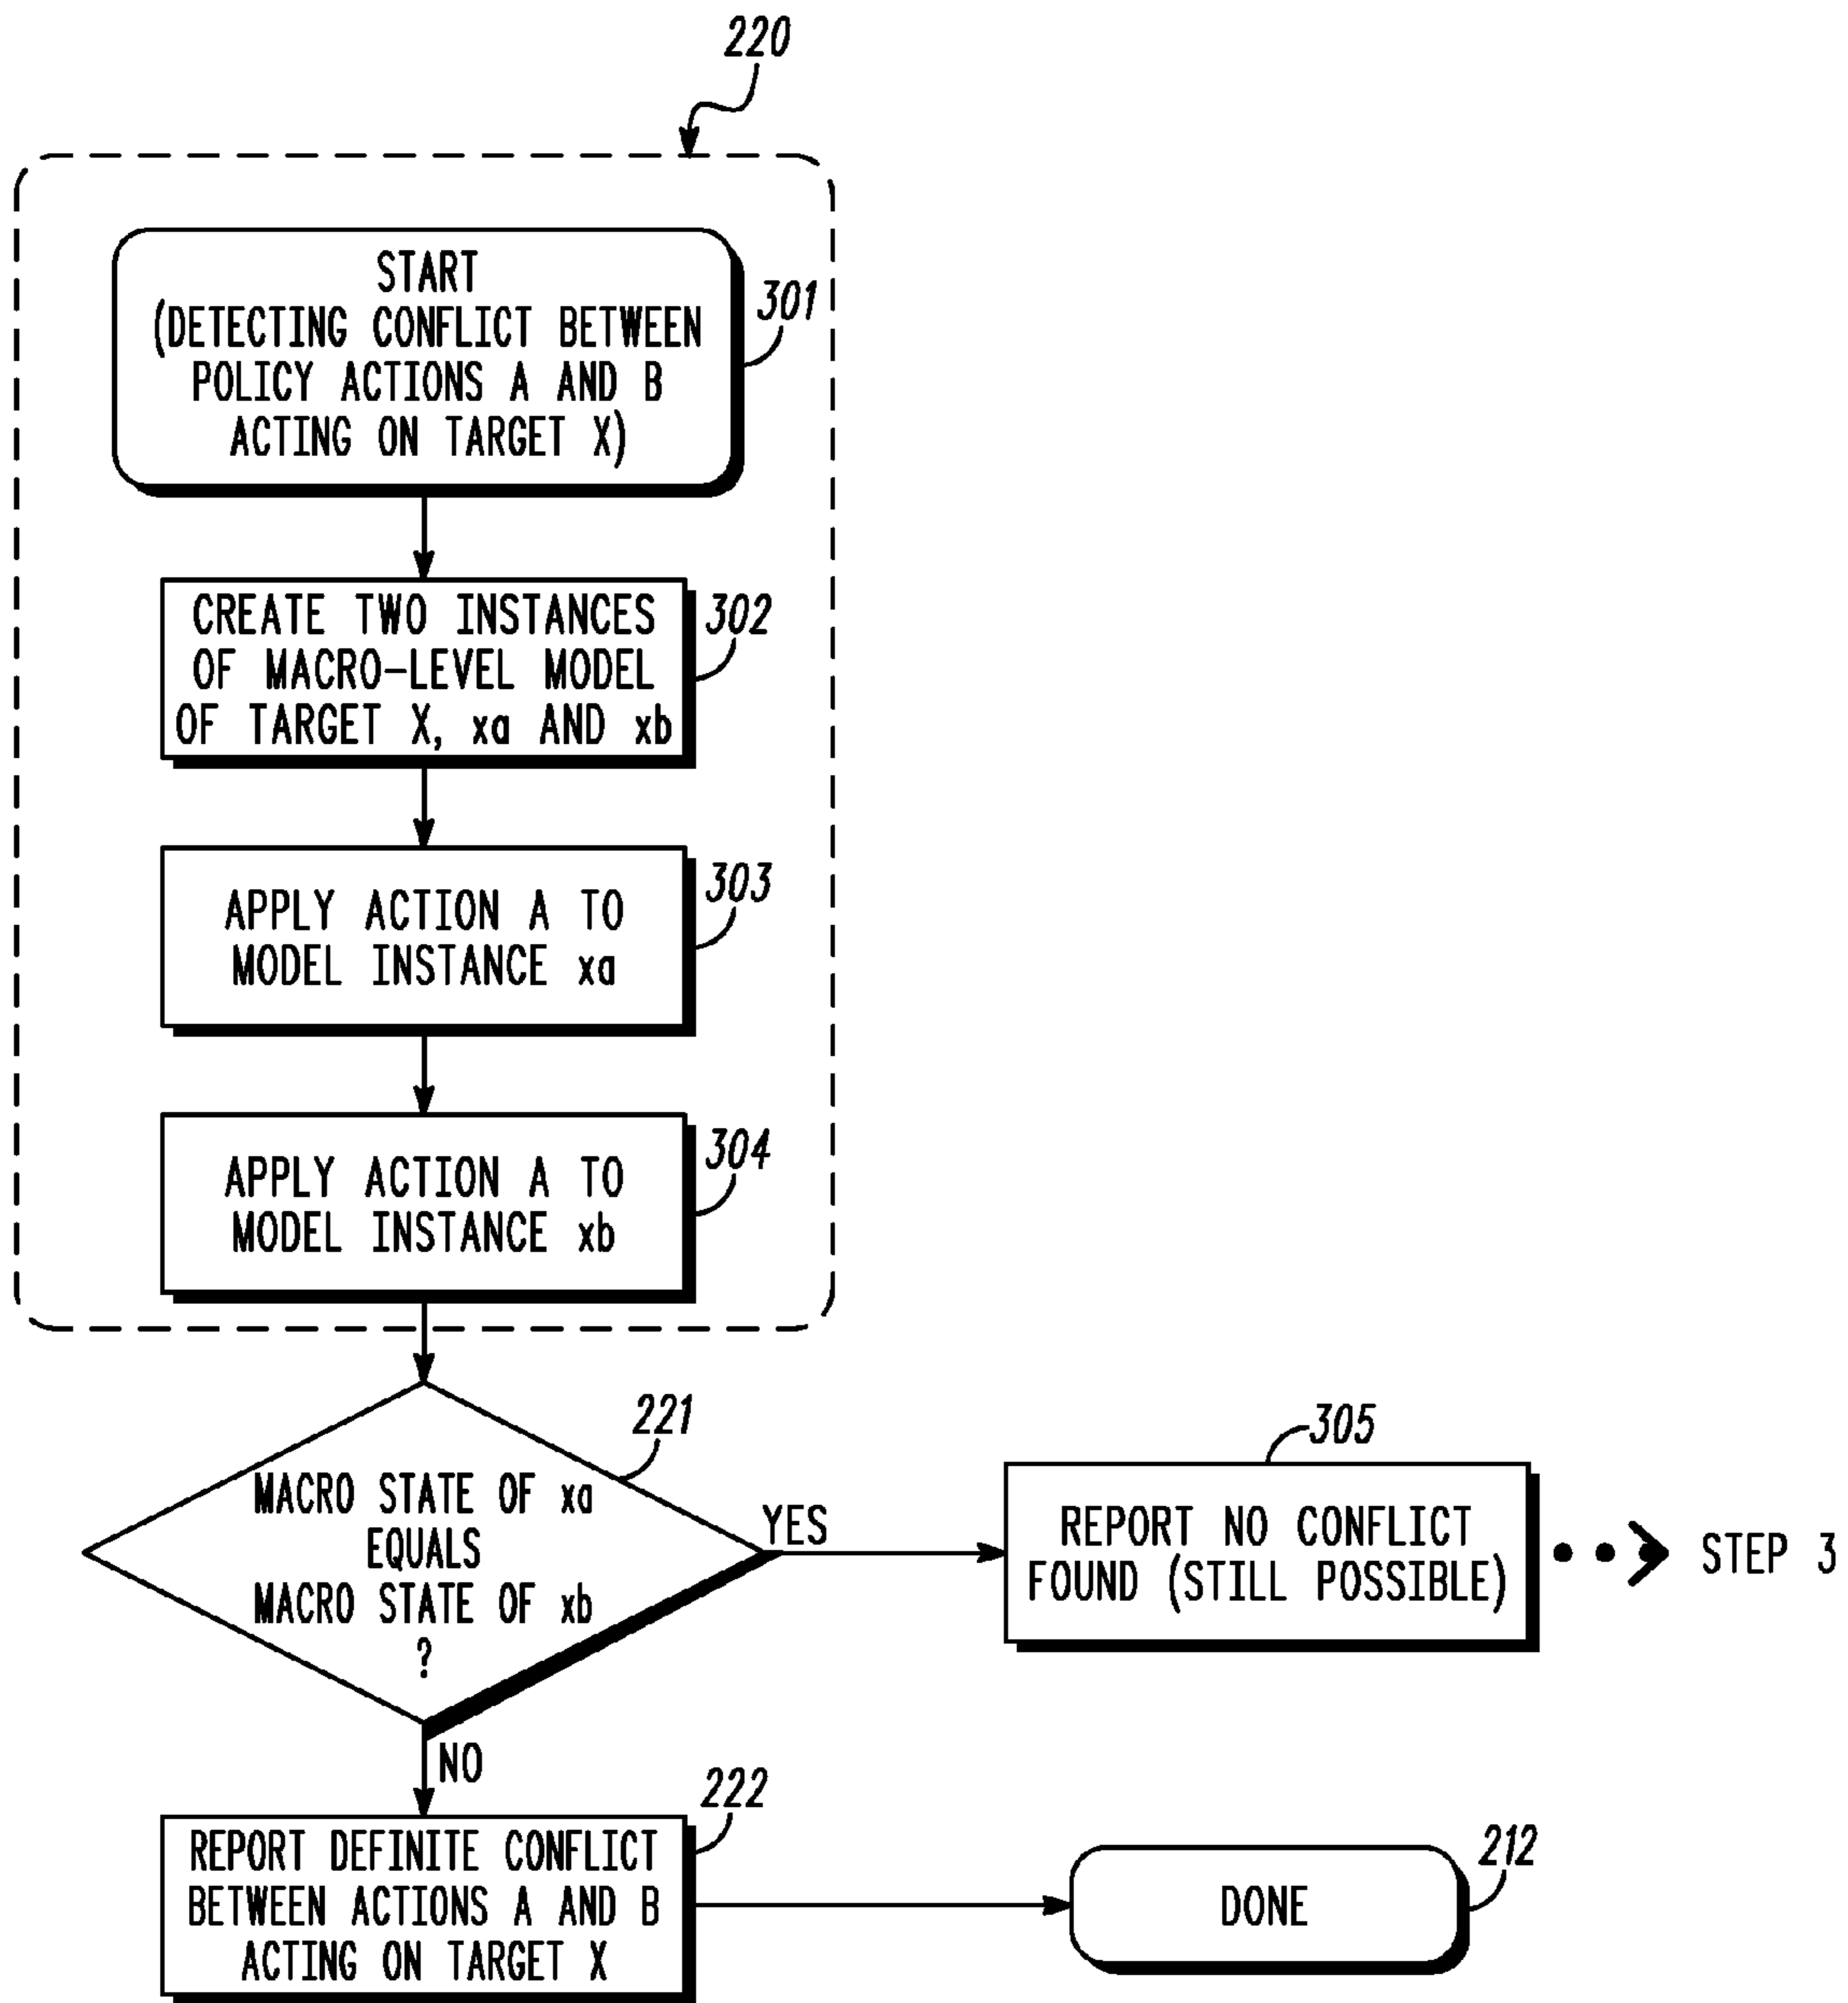 220
START
(DETECTING CONFLICT BETWEEN
POLICY ACTIONS A AND B
ACTING ON TARGET X)
301
CREATE TWO INSTANCES
OF MACRO-LEVEL MODEL
OF TARGET X, xa AND xb
302
APPLY ACTION A TO
MODEL INSTANCE xa
303
APPLY ACTION A TO
MODEL INSTANCE xb
304
MACRO STATE OF xa
EQUALS
MACRO STATE OF xb
?
221
YES
REPORT NO CONFLICT
FOUND (STILL POSSIBLE)
305
STEP 3
NO
REPORT DEFINITE CONFLICT
BETWEEN ACTIONS A AND B
ACTING ON TARGET X
222
DONE
212